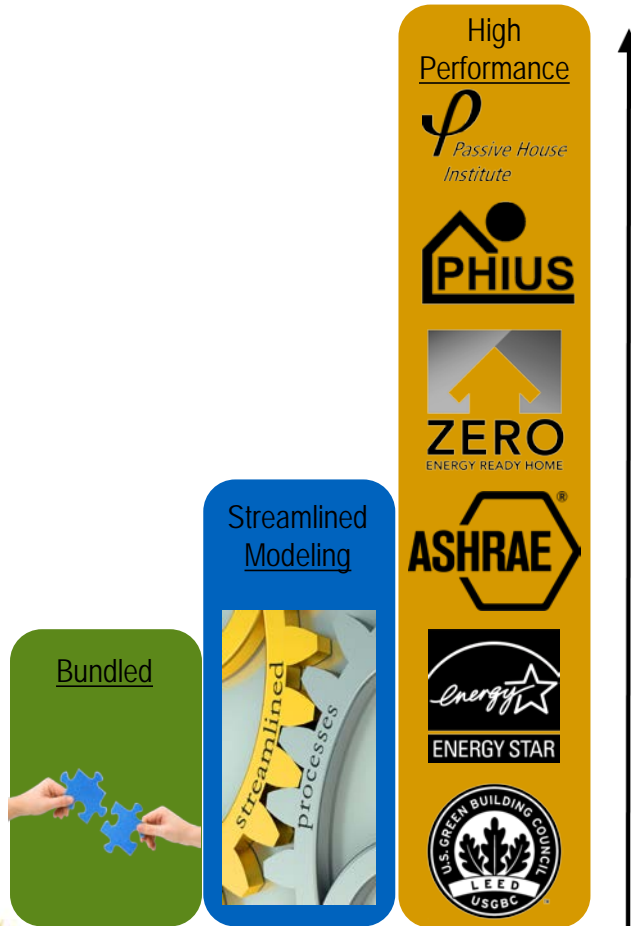 High
Performance
φ
Passive House
Institute
PHIUS
ZERO
ENERGY READY HOME
Streamlined
Modeling
ASHRAE®
streamlined
processes
Bundled
energy
ENERGY STAR
U.S. GREEN BUILDING COUNCIL
LEED
USGBC